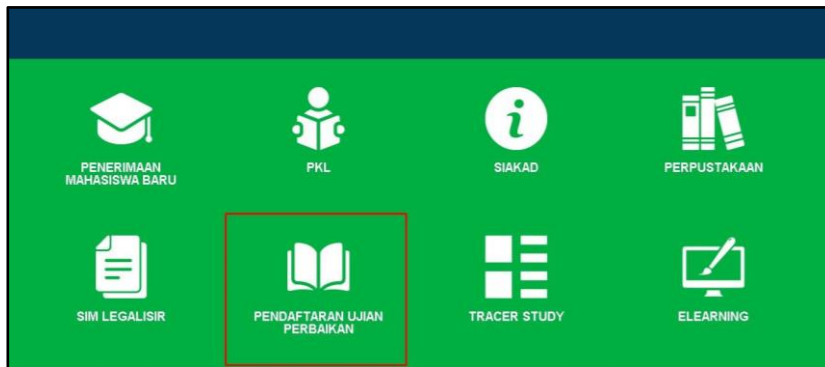 PENERIMAAN
MAHASISWA BARU
PKL
SIAKAD
PERPUSTAKAAN
SIM LEGALISIR
PENDAFTARAN UJIAN
PERBAIKAN
TRACER STUDY
ELEARNING